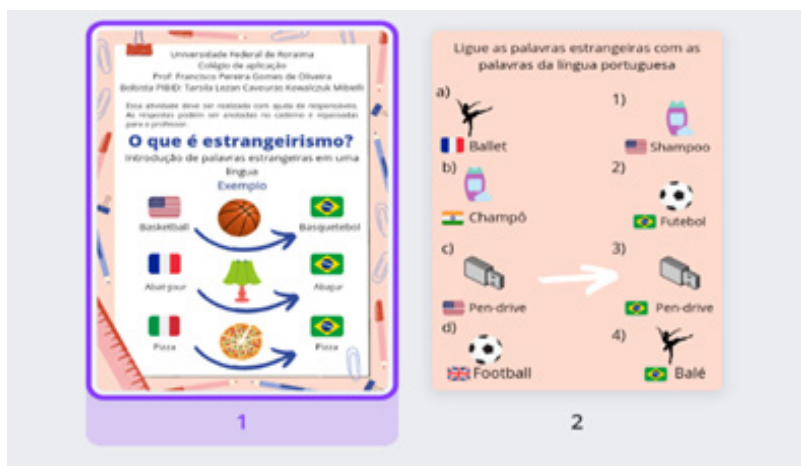 Universidade Federal de Roraima
Colégio de aplicação
Prof. Francisco Pereira Gomes de Oliveira
Bolsista PIBID: Tarsila Lozan Cavouras Kowalczuk Mibielli
Essa atividade deve ser realizada com ajuda de responsáveis.
As respostas podem ser anotadas no caderno e repassadas
para o professor.
O que é estrangeirismo?
Introdução de palavras estrangeiras em uma
língua
Exemplo
Basketball
Basquetebol
Abat-jour
Abajur
Pizza
Pizza
1
Ligue as palavras estrangeiras com as
palavras da língua portuguesa
a)
Ballet
1)
Shampoo
b)
Champô
2)
Futebol
c)
Pen-drive
3)
Pen-drive
d)
Football
4)
Balé
2